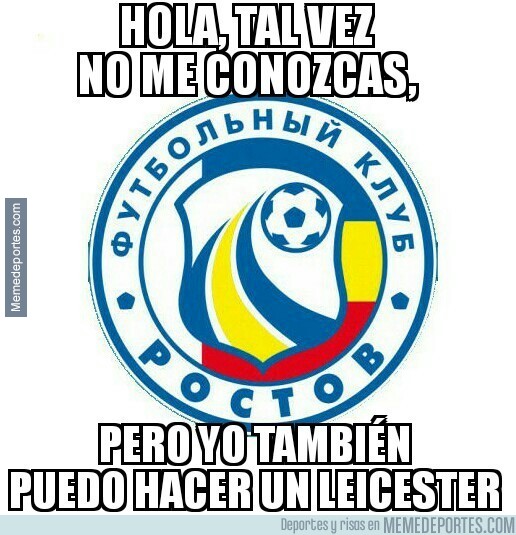 HOLA, TAL VEZ
NO ME CONOZCAS,
ФУТБОЛЬНЫЙ КЛУБ
РОСТОВ
Memedeportes.com
PERO YO TAMBIÉN
PUEDO HACER UN LEICESTER
Deportes y risas en MEMEDEPORTES.COM